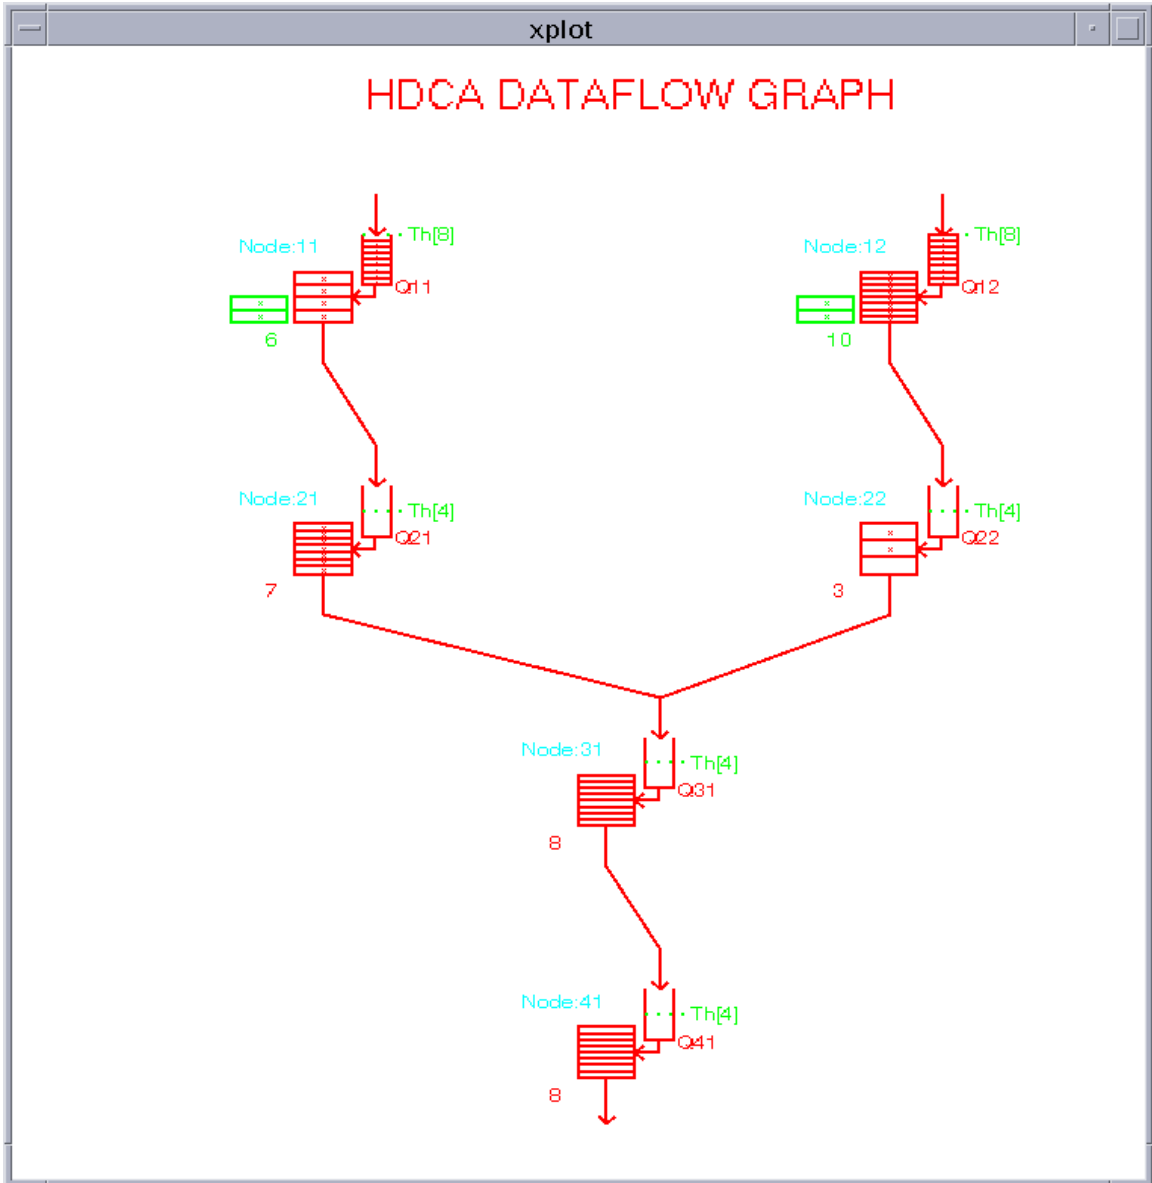 xplot
HDCA DATAFLOW GRAPH
Node:11
Th[8]
Q11
6
Node:12
Th[8]
Q12
10
Node:21
Th[4]
Q21
7
Node:22
Th[4]
Q22
3
Node:31
Th[4]
Q31
8
Node:41
Th[4]
Q41
8